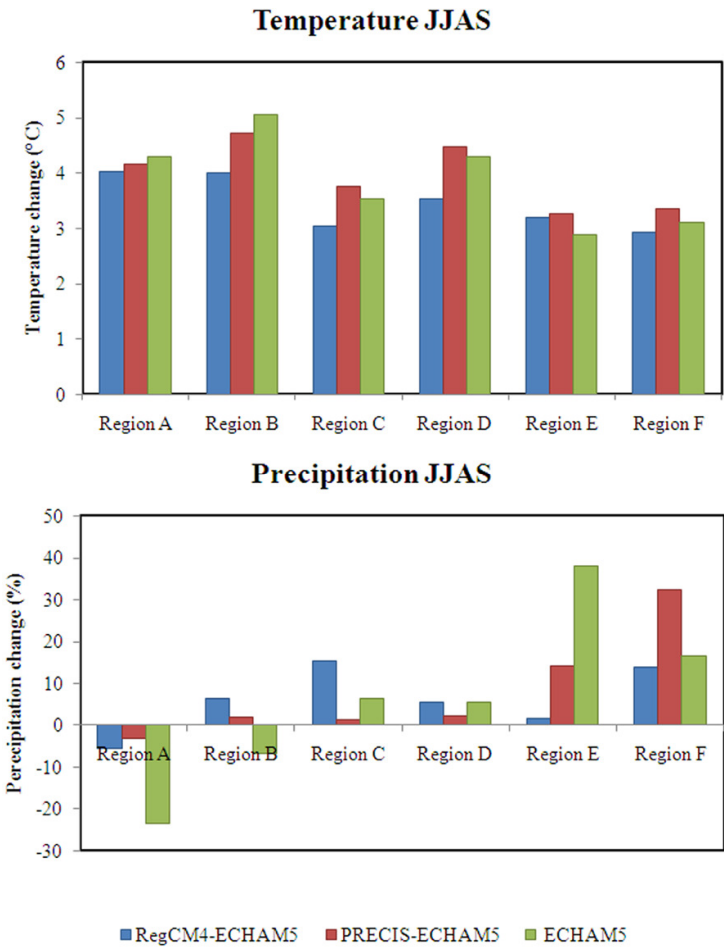 Temperature JJAS
Temperature change (°C)
6
5
4
3
2
1
0
Region A Region B Region C Region D Region E Region F
Precipitation JJAS
Perecipitation change (%)
50
40
30
20
10
0
-10
-20
-30
Region A Region B Region C Region D Region E Region F
RegCM4-ECHAM5 PRECIS-ECHAM5 ECHAM5